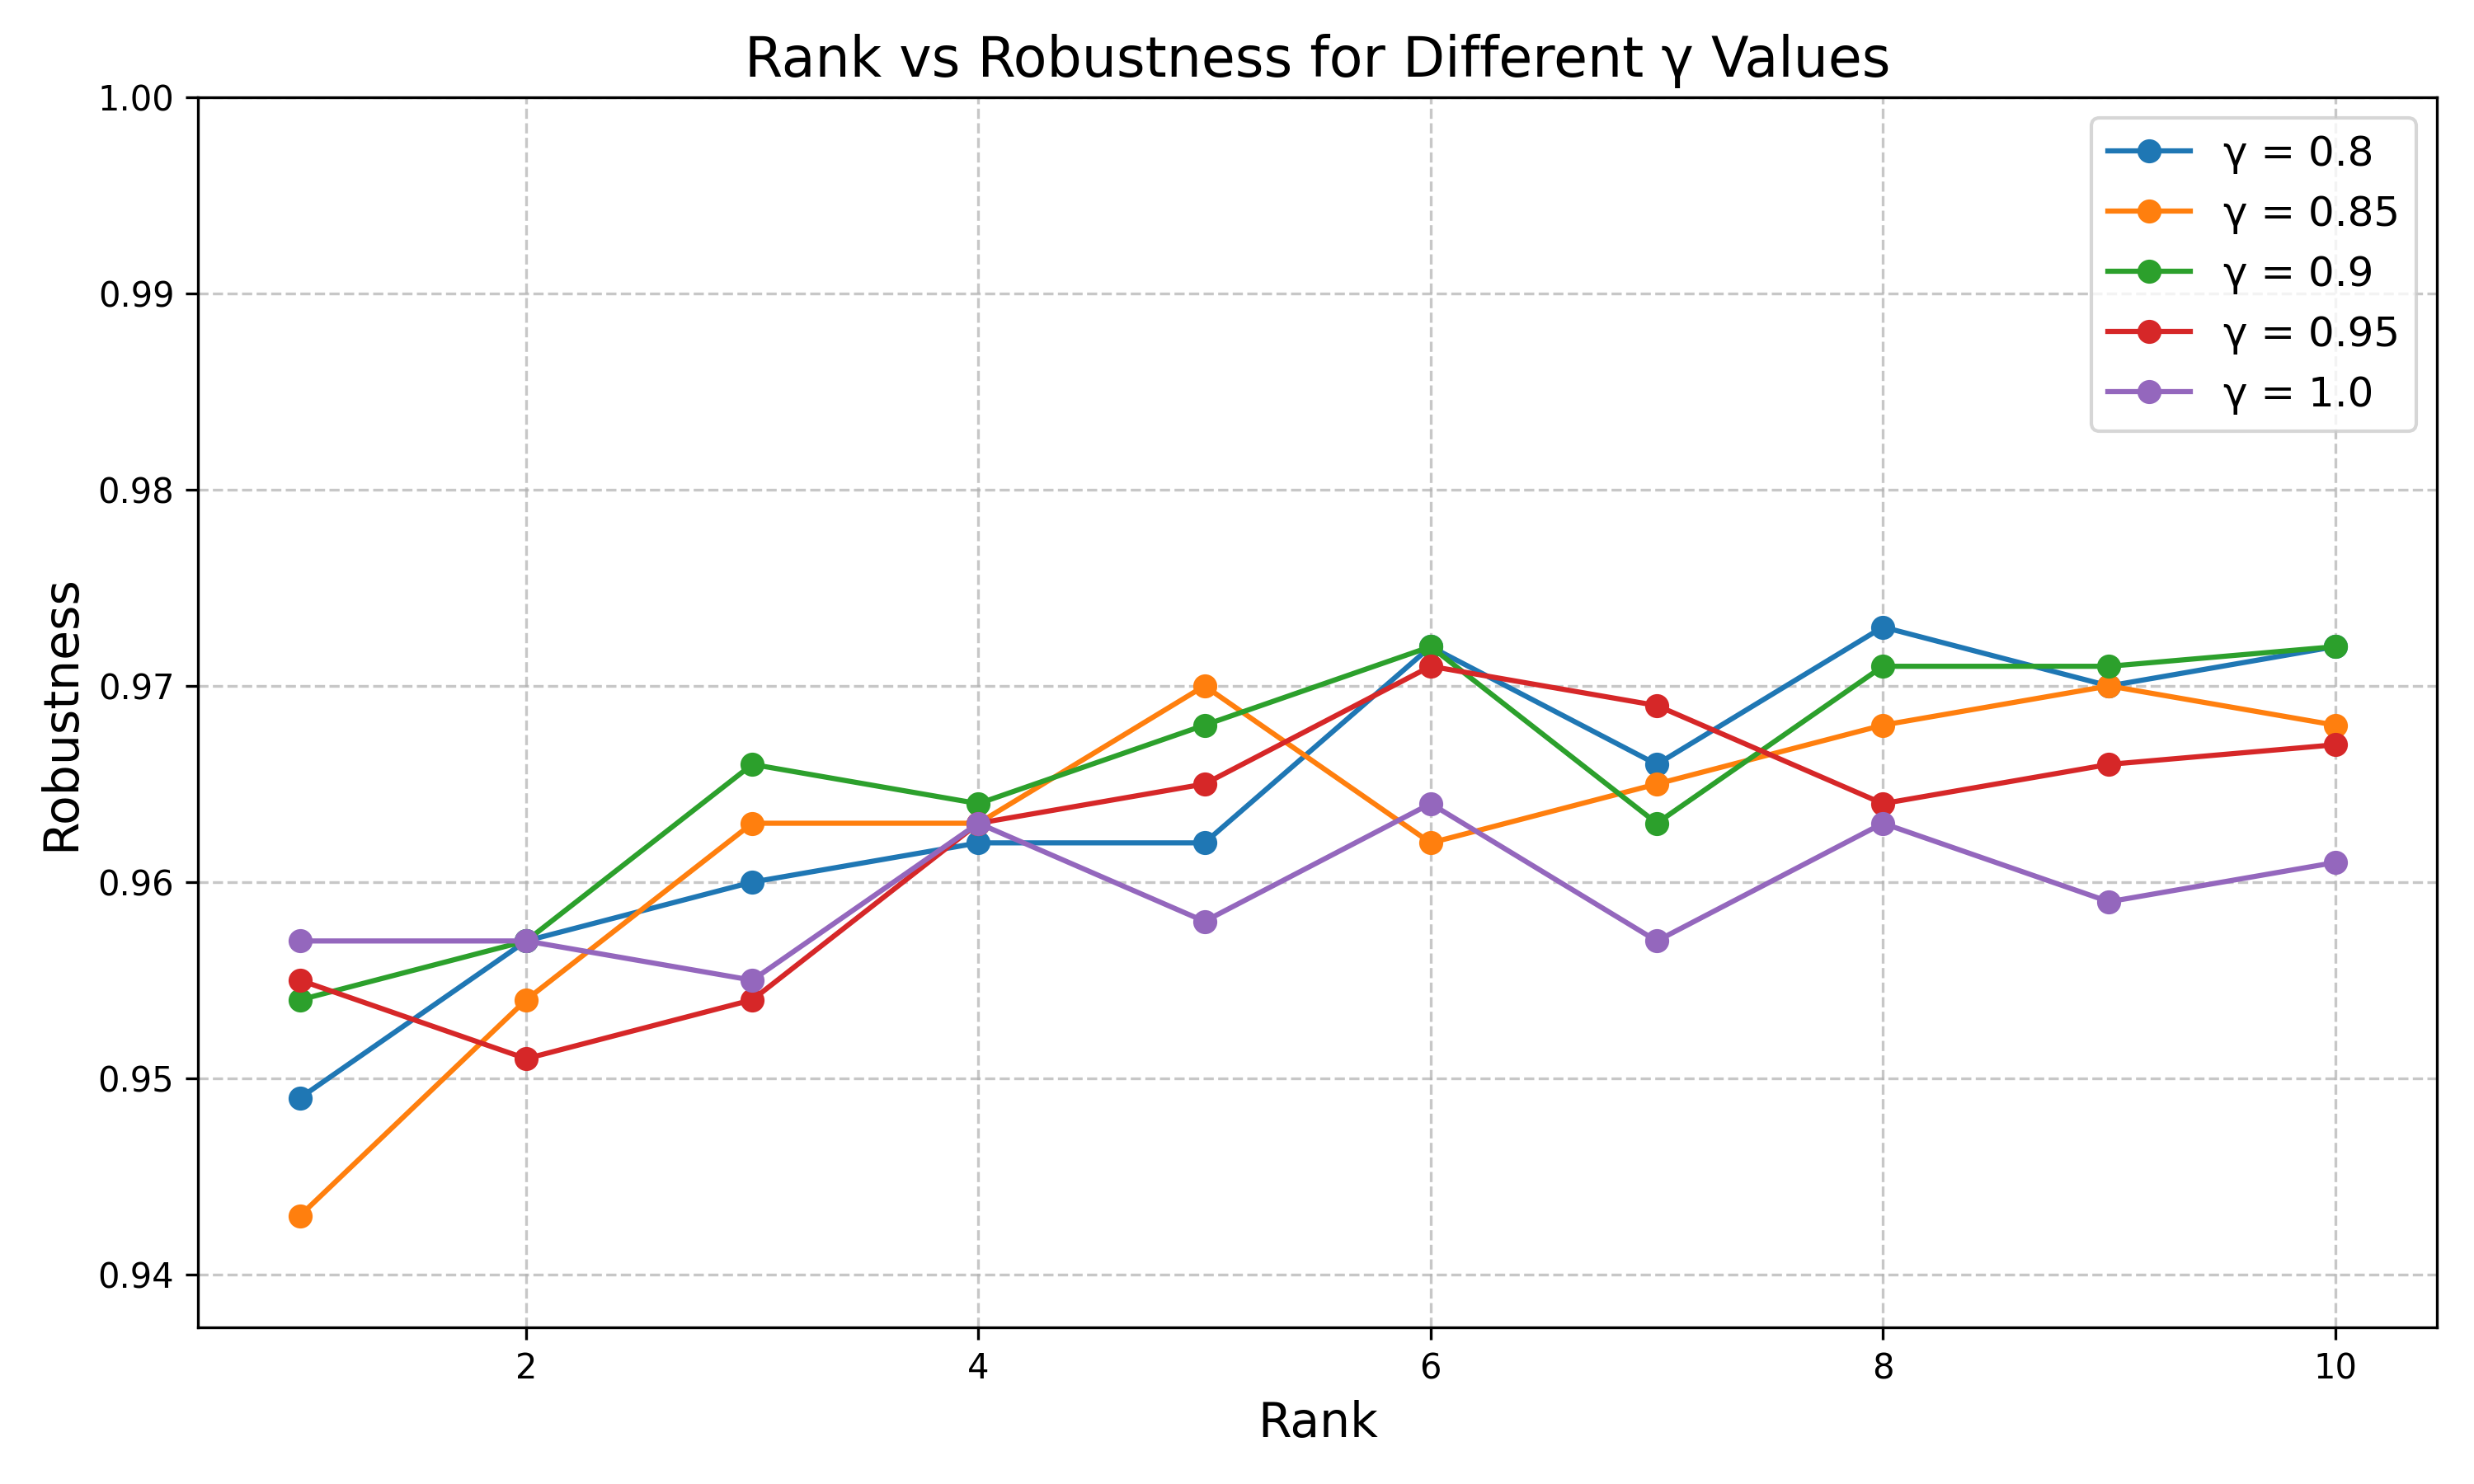 Rank vs Robustness for Different γ Values
1.00
0.99
0.98
0.97
0.96
0.95
0.94
Robustness
γ = 0.8
γ = 0.85
γ = 0.9
γ = 0.95
γ = 1.0
2 4 6 8 10
Rank